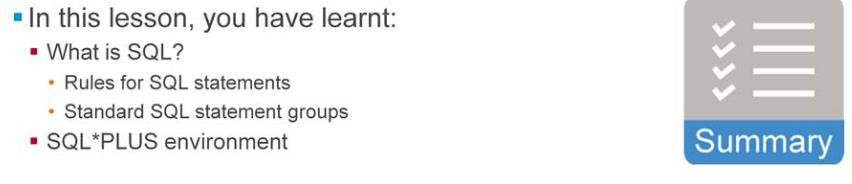 In this lesson, you have learnt:
What is SQL?
Rules for SQL statements
Standard SQL statement groups
SQL*PLUS environment
Summary